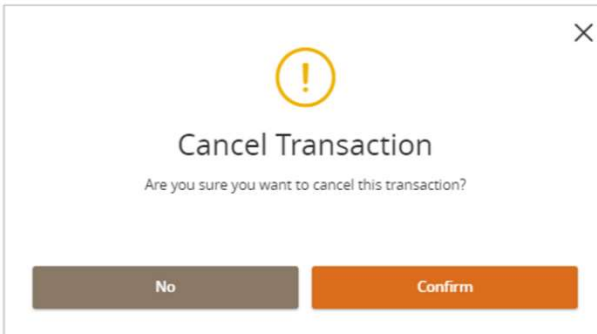 Cancel Transaction
Are you sure you want to cancel this transaction?
No
Confirm